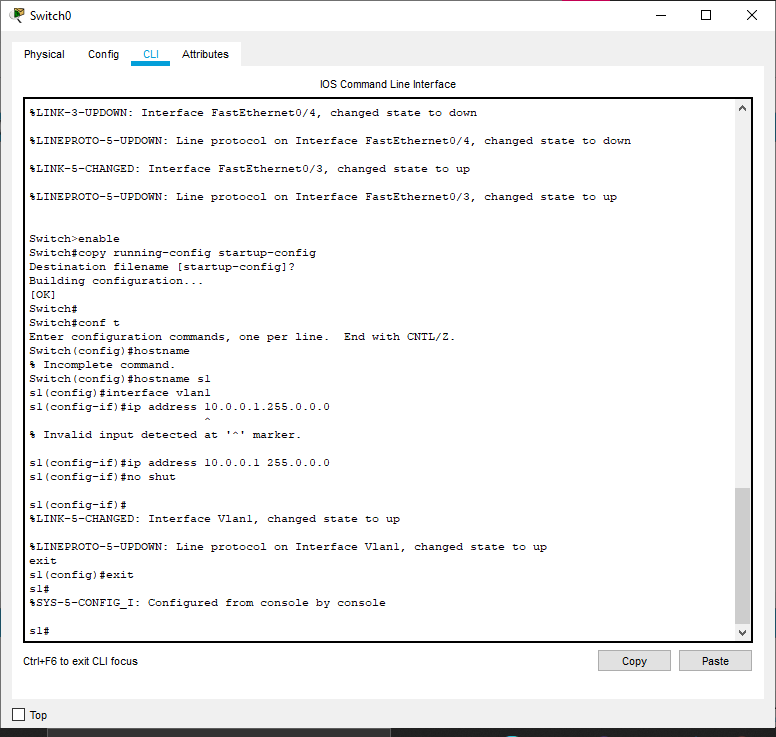 Switch0
Physical Config CLI Attributes
IOS Command Line Interface
%LINK-3-UPDOWN: Interface FastEthernet0/4, changed state to down
%LINEPROTO-5-UPDOWN: Line protocol on Interface FastEthernet0/4, changed state to down
%LINK-5-CHANGED: Interface FastEthernet0/3, changed state to up
%LINEPROTO-5-UPDOWN: Line protocol on Interface FastEthernet0/3, changed state to up
Switch>enable
Switch#copy running-config startup-config
Destination filename [startup-config]?
Building configuration...
[OK]
Switch#
Switch#conf t
Enter configuration commands, one per line.  End with CNTL/Z.
Switch(config)#hostname
% Incomplete command.
Switch(config)#hostname s1
s1(config)#interface vlan1
s1(config-if)#ip address 10.0.0.1.255.0.0.0
^
% Invalid input detected at '^' marker.
s1(config-if)#ip address 10.0.0.1 255.0.0.0
s1(config-if)#no shut
s1(config-if)#
%LINK-5-CHANGED: Interface Vlan1, changed state to up
%LINEPROTO-5-UPDOWN: Line protocol on Interface Vlan1, changed state to up
exit
s1(config)#exit
s1#
%SYS-5-CONFIG_I: Configured from console by console
s1#
Ctrl+F6 to exit CLI focus
Copy Paste
Top